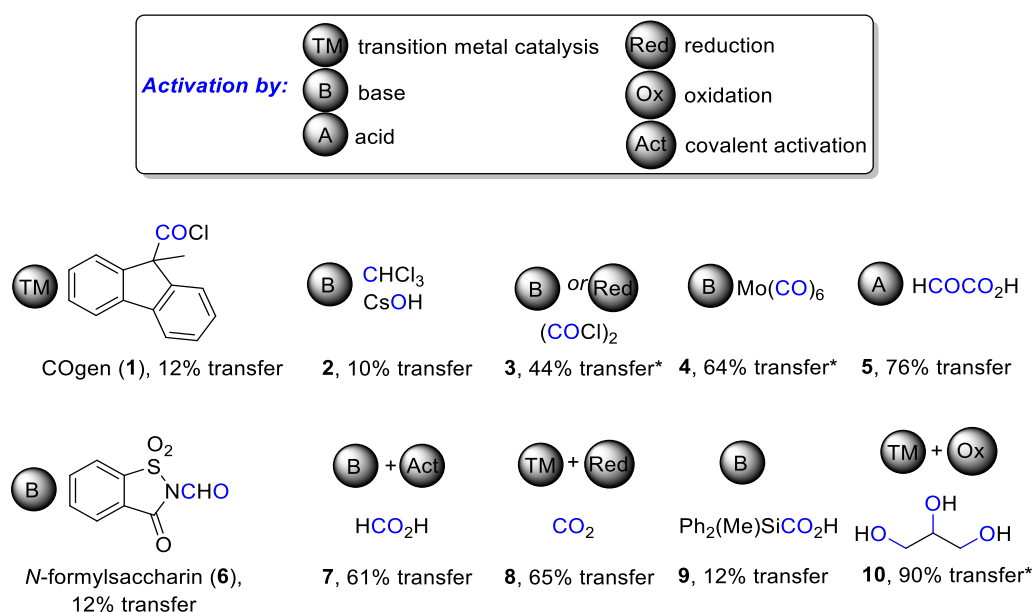 Activation by:
TM transition metal catalysis
B base
A acid
Red reduction
Ox oxidation
Act covalent activation
TM
COCl
COgen (1), 12% transfer
B
CHCl3
CsOH
2, 10% transfer
B or Red
(COCl)2
3, 44% transfer*
B Mo(CO)6
4, 64% transfer*
A HCOCO2H
5, 76% transfer
B
O2
S
NCHO
O
N-formylsaccharin (6),
12% transfer
B + Act
HCO2H
7, 61% transfer
TM + Red
CO2
8, 65% transfer
B
Ph2(Me)SiCO2H
9, 12% transfer
TM + Ox
OH
HO
OH
10, 90% transfer*